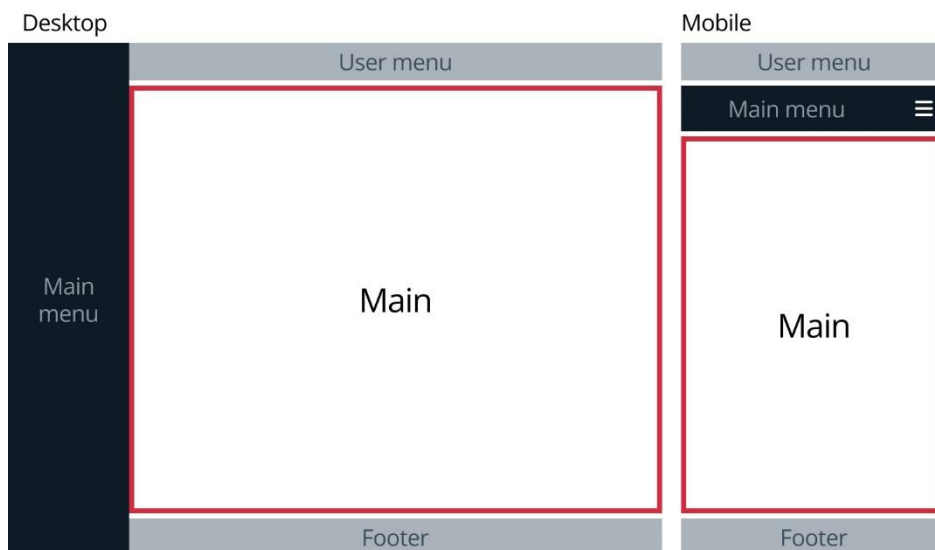 Desktop
User menu
Main
menu
Main
Footer
Mobile
User menu
Main menu
Main
Footer